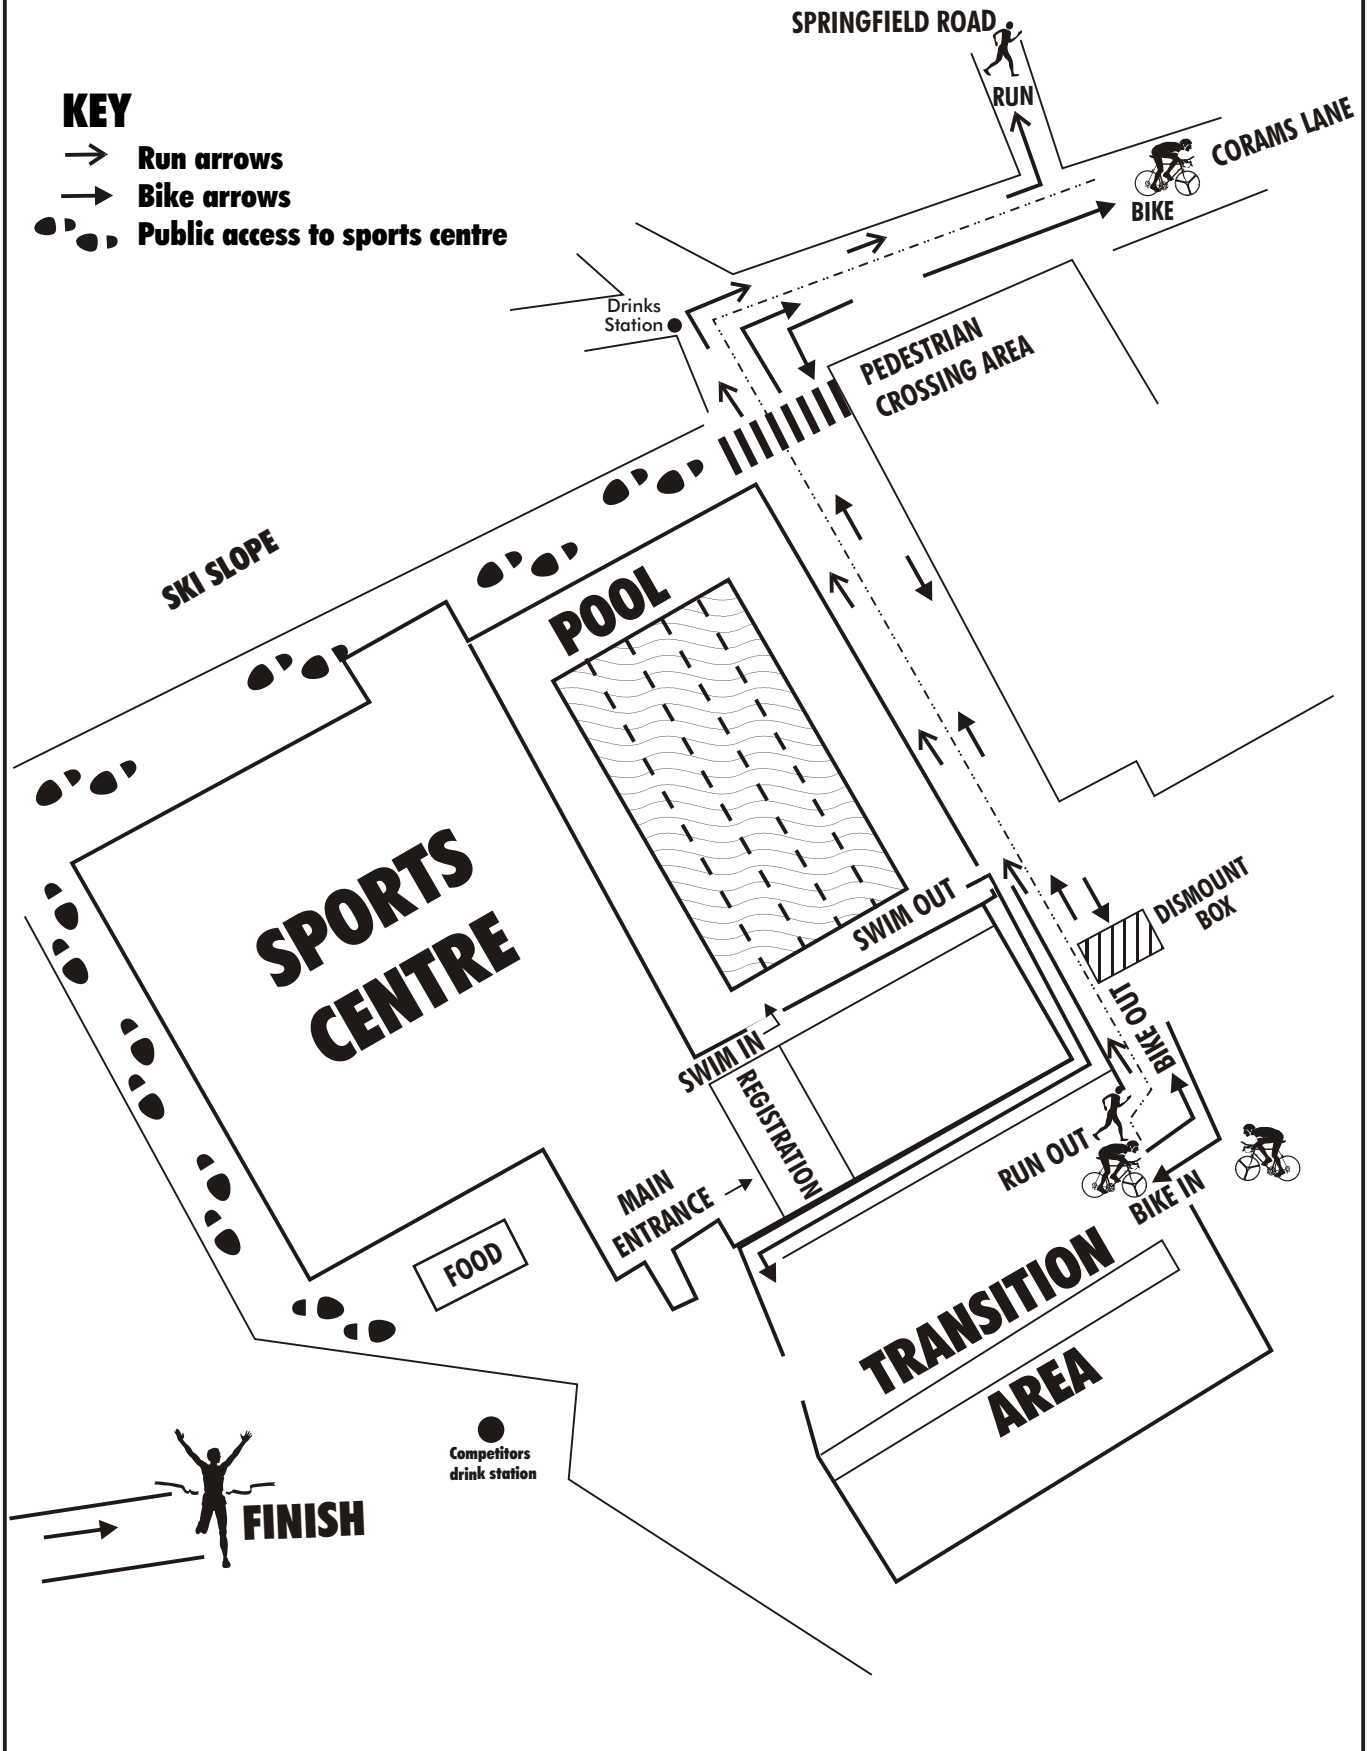 SPRINGFIELD ROAD
RUN
CORAMS LANE
BIKE
KEY
Run arrows
Bike arrows
Public access to sports centre
Drinks
Station
PEDESTRIAN
CROSSING AREA
SKI SLOPE
POOL
SPORTS
CENTRE
SWIM OUT
DISMOUNT
BOX
BIKE OUT
SWIM IN
REGISTRATION
RUN OUT
BIKE IN
MAIN
ENTRANCE
FOOD
TRANSITION
AREA
Competitors
drink station
FINISH